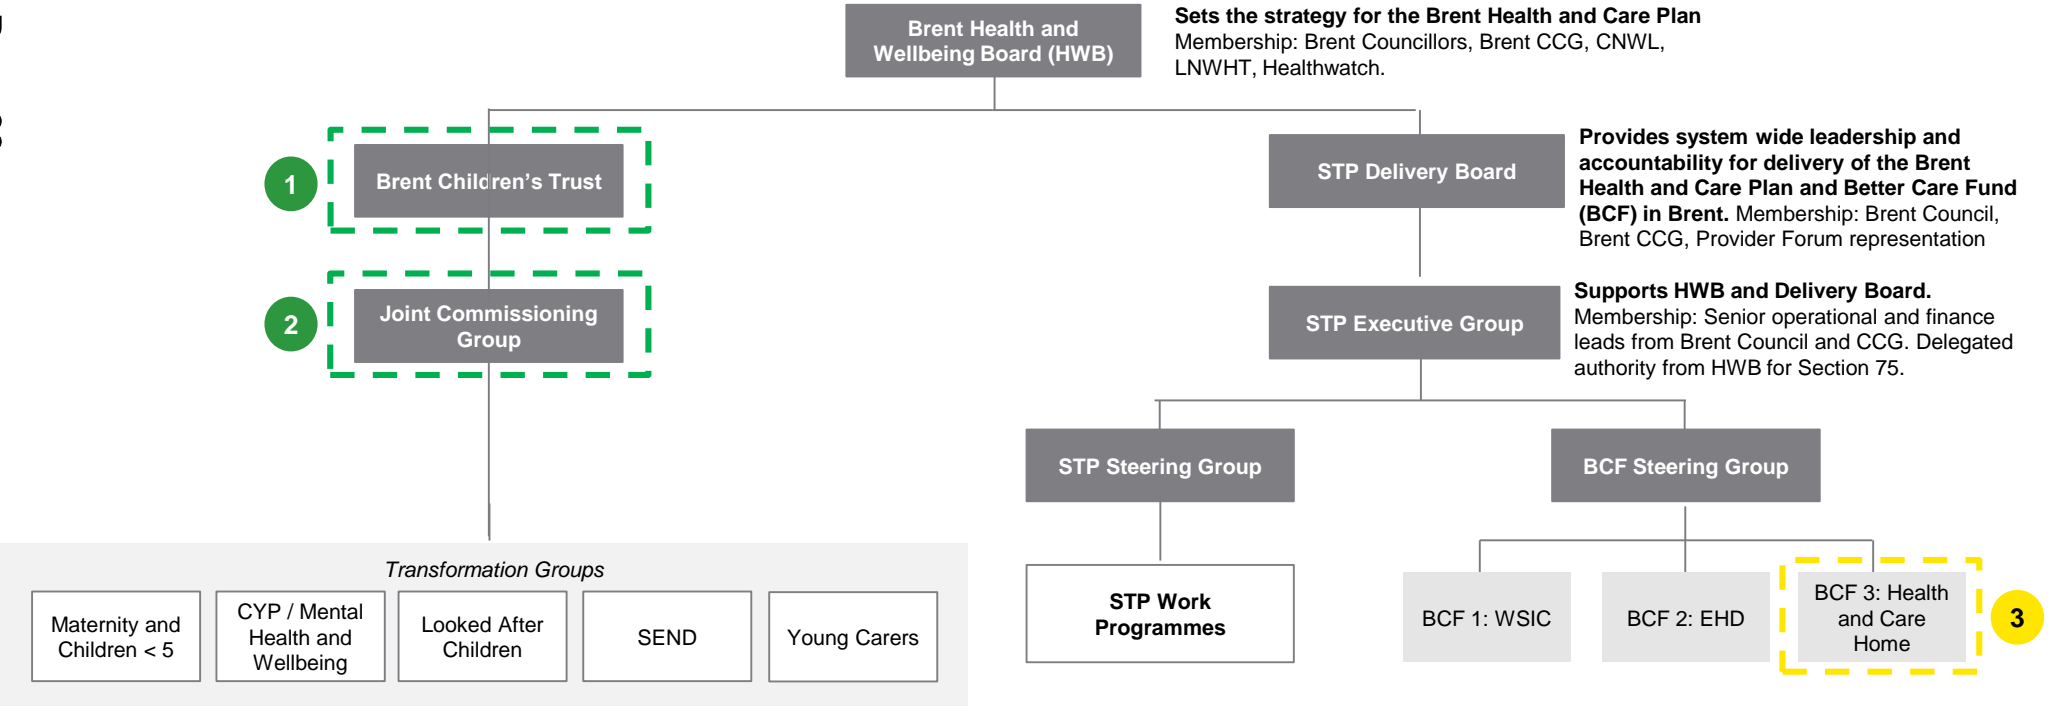 Brent Health and
Wellbeing Board (HWB)
Sets the strategy for the Brent Health and Care Plan
Membership: Brent Councillors, Brent CCG, CNWL,
LNWHT, Healthwatch.
1
Brent Children's Trust
STP Delivery Board
Provides system wide leadership and
accountability for delivery of the Brent
Health and Care Plan and Better Care Fund
(BCF) in Brent. Membership: Brent Council,
Brent CCG, Provider Forum representation
2
Joint Commissioning
Group
STP Executive Group
Supports HWB and Delivery Board.
Membership: Senior operational and finance
leads from Brent Council and CCG. Delegated
authority from HWB for Section 75.
STP Steering Group
BCF Steering Group
Transformation Groups
Maternity and
Children < 5
CYP / Mental
Health and
Wellbeing
Looked After
Children
SEND
Young Carers
STP Work
Programmes
BCF 1: WSIC
BCF 2: EHD
BCF 3: Health
and Care
Home
3